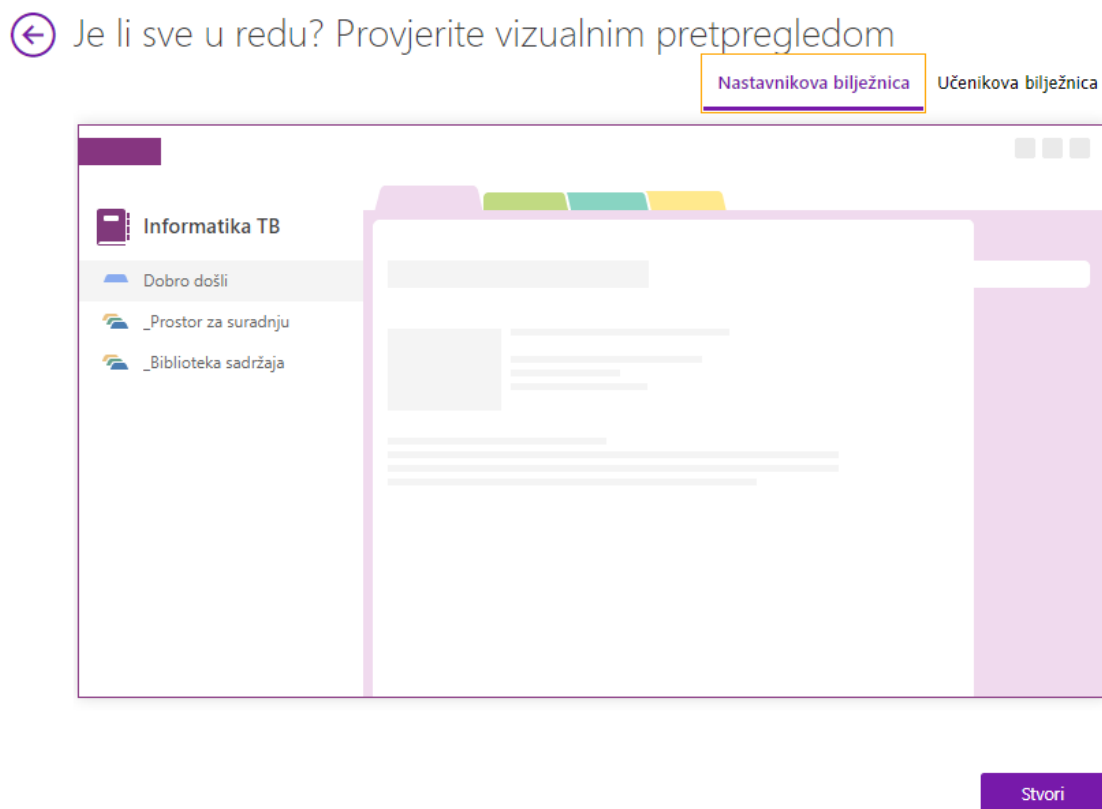 Je li sve u redu? Provjerite vizualnim pretpregledom
Nastavnikova bilježnica
Učenikova bilježnica
Informatika TB
Dobro došli
_Prostor za suradnju
_Biblioteka sadržaja
Stvori